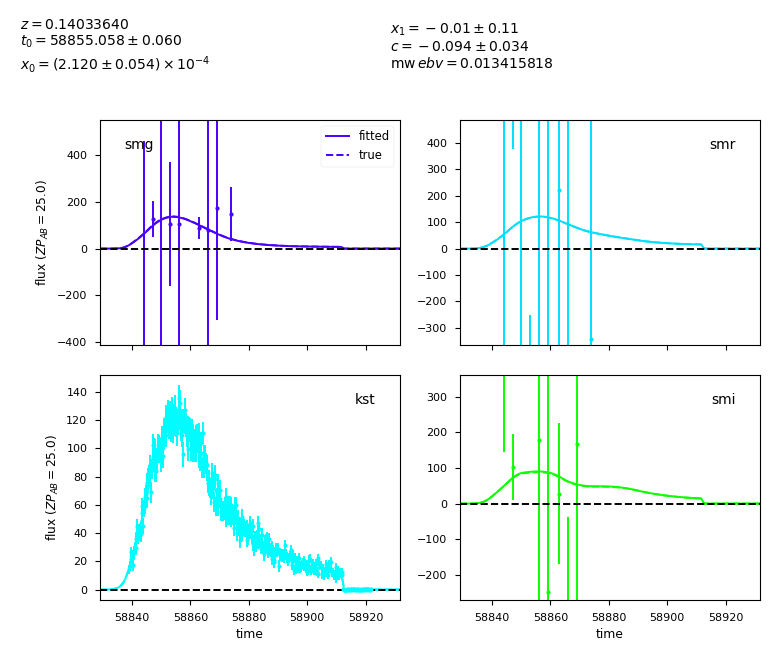 z = 0.14033640
t₀ = 58855.058 ± 0.060
x₀ = (2.120 ± 0.054) × 10⁻⁴
x₁ = −0.01 ± 0.11
c = −0.094 ± 0.034
mw ebv = 0.013415818
smg
fitted
true
400
200
0
−200
−400
flux (ZP_AB = 25.0)
smr
400
300
200
100
0
−100
−200
−300
kst
140
120
100
80
60
40
20
0
flux (ZP_AB = 25.0)
58840 58860 58880 58900 58920
time
smi
300
200
100
0
−100
−200
58840 58860 58880 58900 58920
time